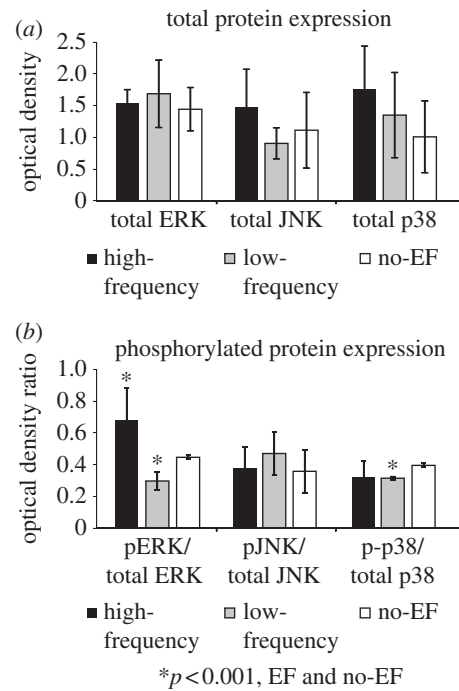 (a) total protein expression
optical density
2.5
2.0
1.5
1.0
0.5
0
total ERK total JNK total p38
high-frequency low-frequency no-EF
(b) phosphorylated protein expression
optical density ratio
1.0
0.8
0.6
0.4
0.2
0
* * *
pERK/ pJNK/ p-p38/
total ERK total JNK total p38
high-frequency low-frequency no-EF
*p<0.001, EF and no-EF